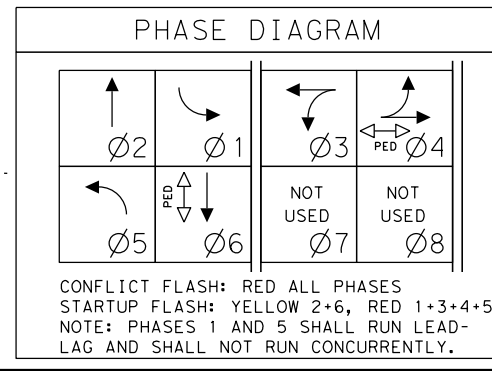 PHASE DIAGRAM
Ø2 Ø1 Ø3 PED Ø4
Ø5 PED Ø6 NOT USED Ø7 NOT USED Ø8
CONFLICT FLASH: RED ALL PHASES
STARTUP FLASH: YELLOW 2+6, RED 1+3+4+5
NOTE: PHASES 1 AND 5 SHALL RUN LEAD-
LAG AND SHALL NOT RUN CONCURRENTLY.